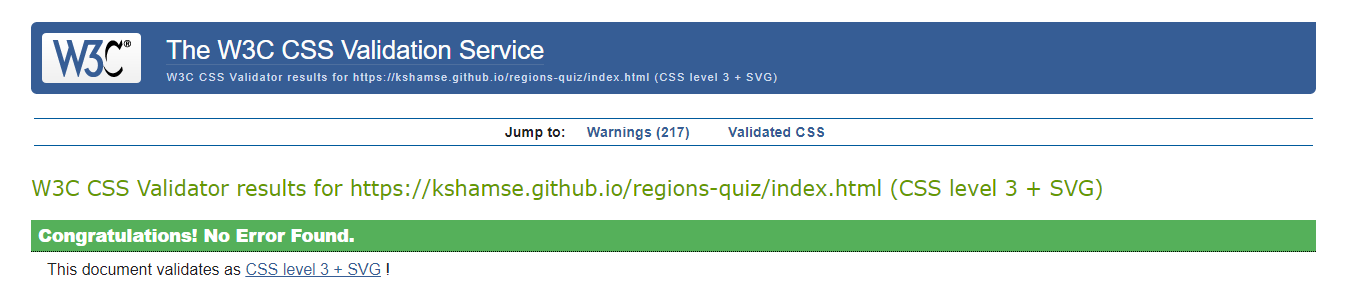 W3C®
The W3C CSS Validation Service
W3C CSS Validator results for https://kshamse.github.io/regions-quiz/index.html (CSS level 3 + SVG)
Jump to: Warnings (217) Validated CSS
W3C CSS Validator results for https://kshamse.github.io/regions-quiz/index.html (CSS level 3 + SVG)
Congratulations! No Error Found.
This document validates as CSS level 3 + SVG !